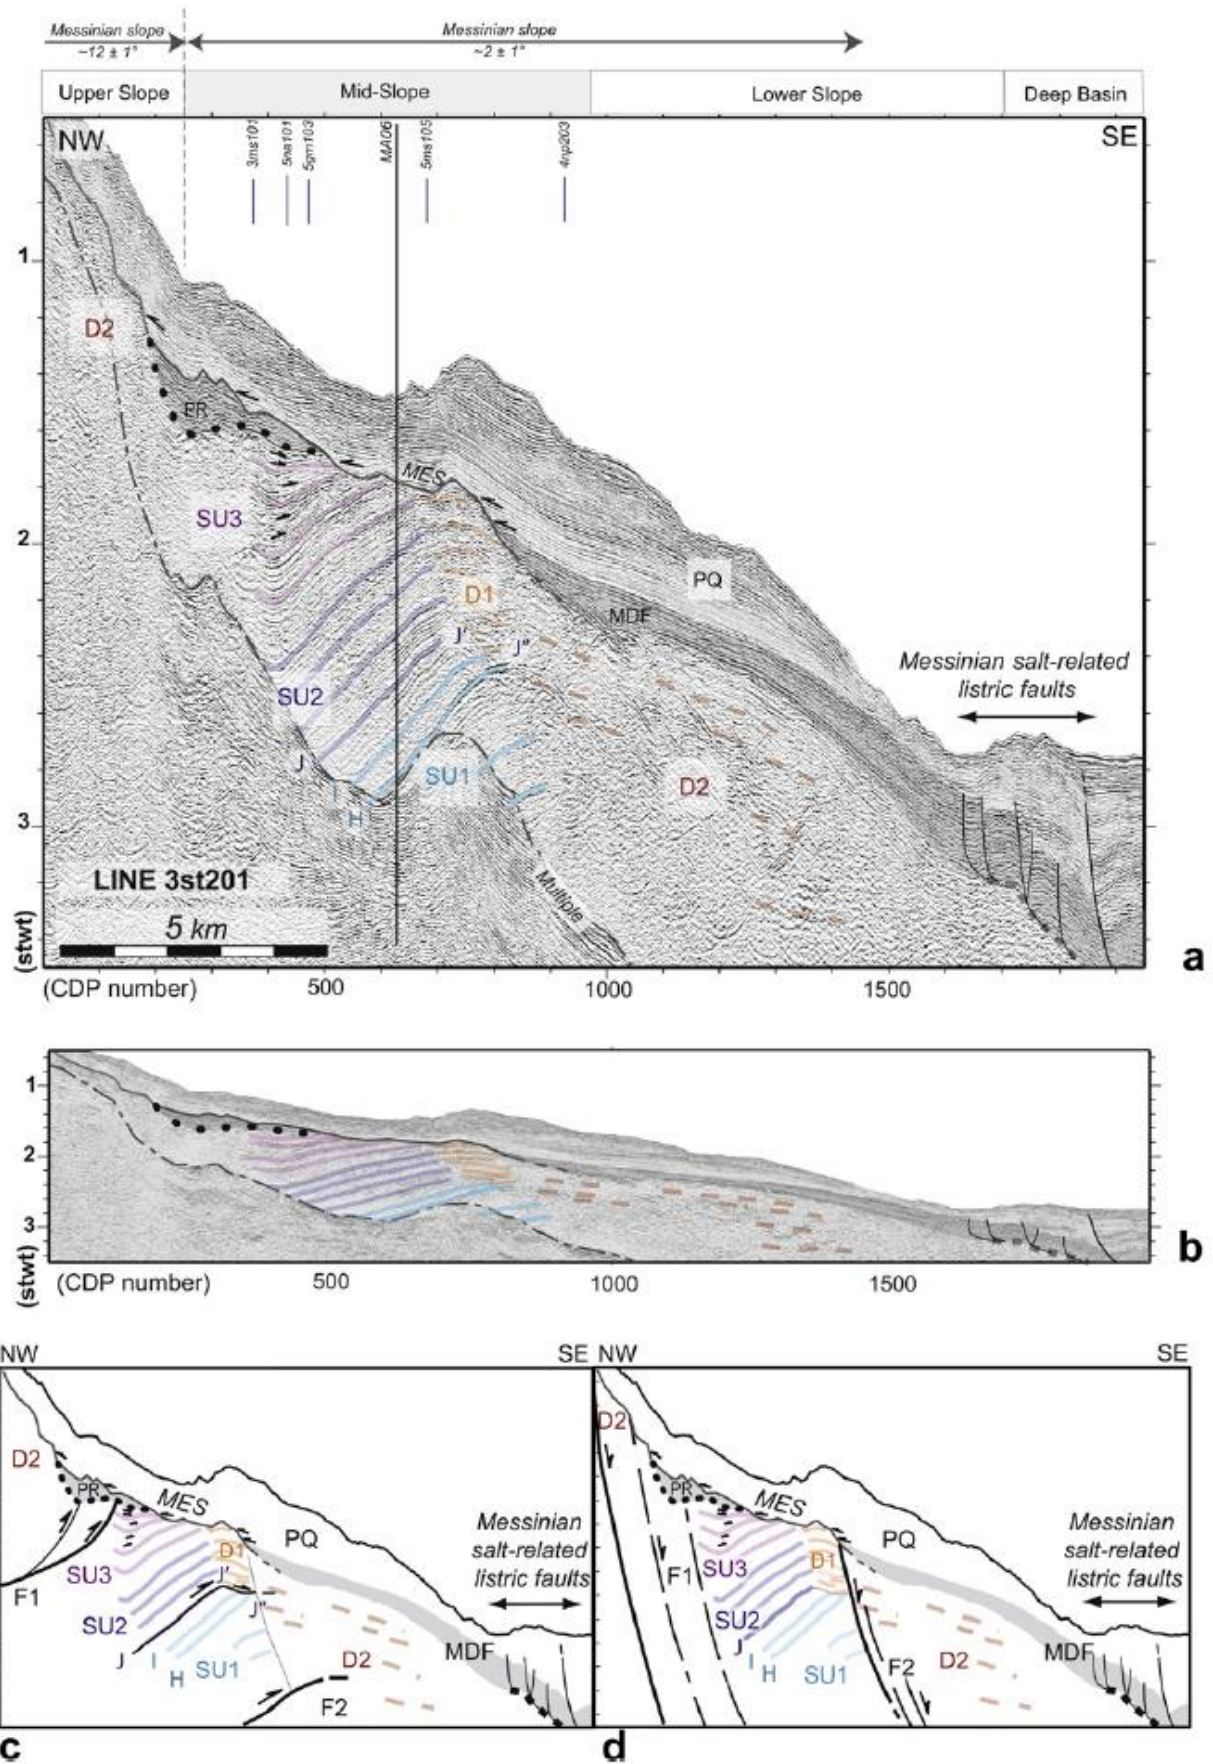 Messinian slope
~12 ± 1°
Messinian slope
~2 ± 1°
Upper Slope
Mid-Slope
Lower Slope
Deep Basin
NW
3ms101
5na101
5gm103
MA06
5ms105
4np203
SE
1
D2
ER
MES
SU3
2
PQ
D1
MDF
J'
J"
Messinian salt-related
listric faults
SU2
J
SU1
D2
I
H
3
LINE 3st201
Multiple
5 km
(stwt)
a
(CDP number)
500
1000
1500
1
2
3
(stwt)
b
(CDP number)
500
1000
1500
NW
SE
D2
PR
MES
PQ
Messinian
salt-related
listric faults
D1
SU3
J'
F1
SU2
J"
J
I
H
SU1
D2
MDF
F2
c
NW
SE
D2
PR
MES
PQ
Messinian
salt-related
listric faults
D1
F1
SU3
SU2
J
I
H
SU1
F2
D2
MDF
d